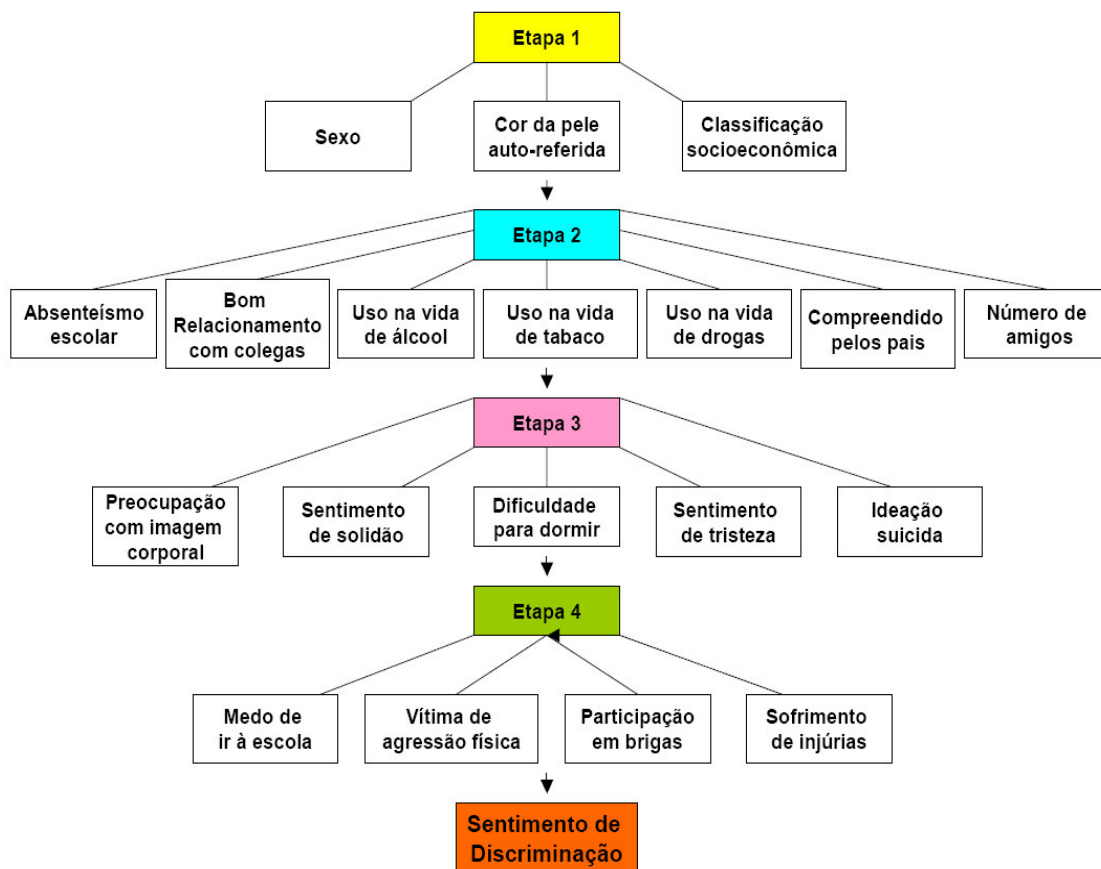 Etapa 1
Sexo
Cor da pele
auto-referida
Classificação
socioeconômica
Etapa 2
Absenteísmo
escolar
Bom
Relacionamento
com colegas
Uso na vida
de álcool
Uso na vida
de tabaco
Uso na vida
de drogas
Compreendido
pelos pais
Número de
amigos
Etapa 3
Preocupação
com imagem
corporal
Sentimento
de solidão
Dificuldade
para dormir
Sentimento
de tristeza
Ideação
suicida
Etapa 4
Medo de
ir à escola
Vítima de
agressão física
Participação
em brigas
Sofrimento
de injúrias
Sentimento de
Discriminação